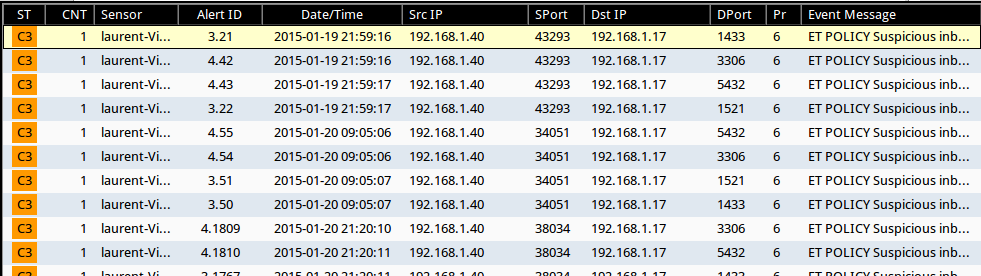 ST CNT Sensor Alert ID Date/Time Src IP SPort Dst IP DPort Pr Event Message
C3 1 laurent-Vi... 3.21 2015-01-19 21:59:16 192.168.1.40 43293 192.168.1.17 1433 6 ET POLICY Suspicious inb...
C3 1 laurent-Vi... 4.42 2015-01-19 21:59:16 192.168.1.40 43293 192.168.1.17 3306 6 ET POLICY Suspicious inb...
C3 1 laurent-Vi... 4.43 2015-01-19 21:59:17 192.168.1.40 43293 192.168.1.17 5432 6 ET POLICY Suspicious inb...
C3 1 laurent-Vi... 3.22 2015-01-19 21:59:17 192.168.1.40 43293 192.168.1.17 1521 6 ET POLICY Suspicious inb...
C3 1 laurent-Vi... 4.55 2015-01-20 09:05:06 192.168.1.40 34051 192.168.1.17 5432 6 ET POLICY Suspicious inb...
C3 1 laurent-Vi... 4.54 2015-01-20 09:05:06 192.168.1.40 34051 192.168.1.17 3306 6 ET POLICY Suspicious inb...
C3 1 laurent-Vi... 3.51 2015-01-20 09:05:07 192.168.1.40 34051 192.168.1.17 1521 6 ET POLICY Suspicious inb...
C3 1 laurent-Vi... 3.50 2015-01-20 09:05:07 192.168.1.40 34051 192.168.1.17 1433 6 ET POLICY Suspicious inb...
C3 1 laurent-Vi... 4.1809 2015-01-20 21:20:10 192.168.1.40 38034 192.168.1.17 3306 6 ET POLICY Suspicious inb...
C3 1 laurent-Vi... 4.1810 2015-01-20 21:20:11 192.168.1.40 38034 192.168.1.17 5432 6 ET POLICY Suspicious inb...
C3 1 laurent-Vi... 3.1767 2015-01-20 21:20:11 192.168.1.40 38034 192.168.1.17 1433 6 ET POLICY Suspicious inb...